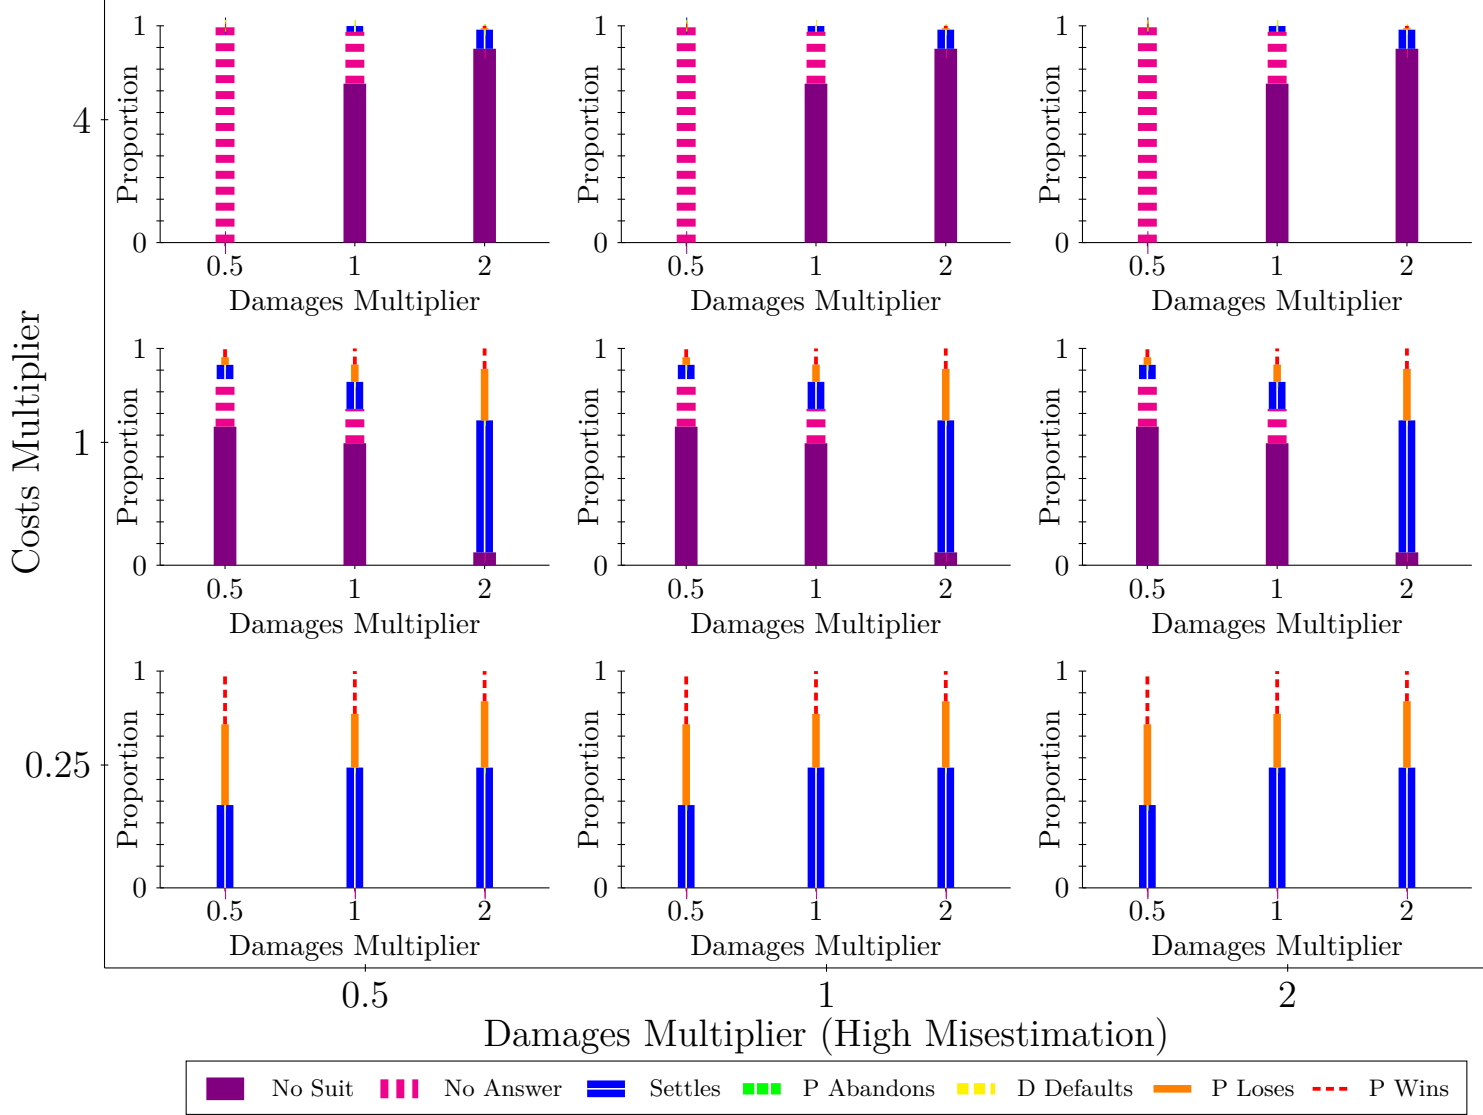 1 1 1
Proportion Proportion Proportion
4
0 0 0
0.5 1 2 0.5 1 2 0.5 1 2
Damages Multiplier Damages Multiplier Damages Multiplier
Costs Multiplier
1 1 1
Proportion Proportion Proportion
1
0 0 0
0.5 1 2 0.5 1 2 0.5 1 2
Damages Multiplier Damages Multiplier Damages Multiplier
1 1 1
Proportion Proportion Proportion
0.25
0 0 0
0.5 1 2 0.5 1 2 0.5 1 2
Damages Multiplier Damages Multiplier Damages Multiplier
0.5 1 2
Damages Multiplier (High Misestimation)
No Suit No Answer Settles P Abandons D Defaults P Loses P Wins